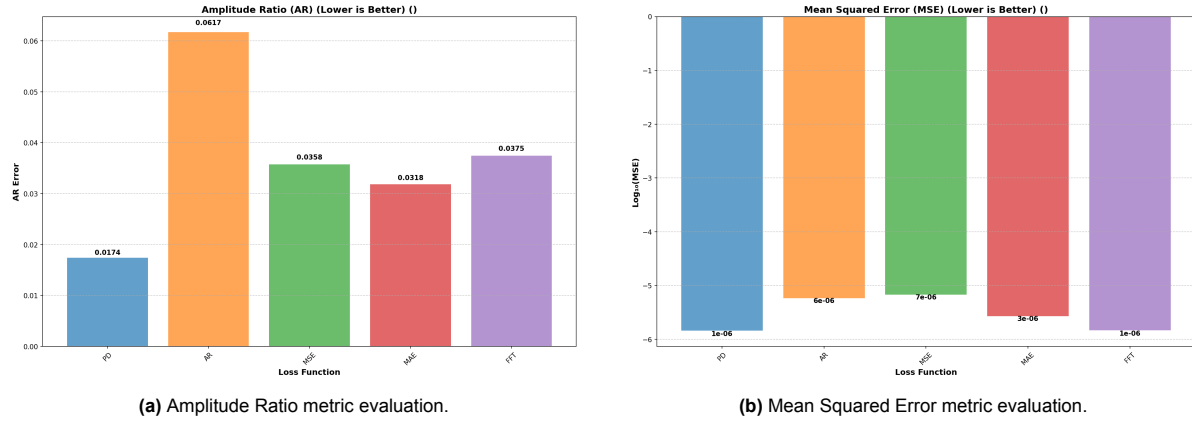 Amplitude Ratio (AR) (Lower is Better) ()
0.0617
0.06
0.05
0.04
0.03
0.02
0.01
0.00
AR Error
0.0174
0.0358
0.0318
0.0375
PD
AR
MSE
MAE
FFT
Loss Function
(a) Amplitude Ratio metric evaluation.
Mean Squared Error (MSE) (Lower is Better) ()
0
−1
−2
−3
−4
−5
−6
Log₁₀(MSE)
1e-06
6e-06
7e-06
3e-06
1e-06
PD
AR
MSE
MAE
FFT
Loss Function
(b) Mean Squared Error metric evaluation.